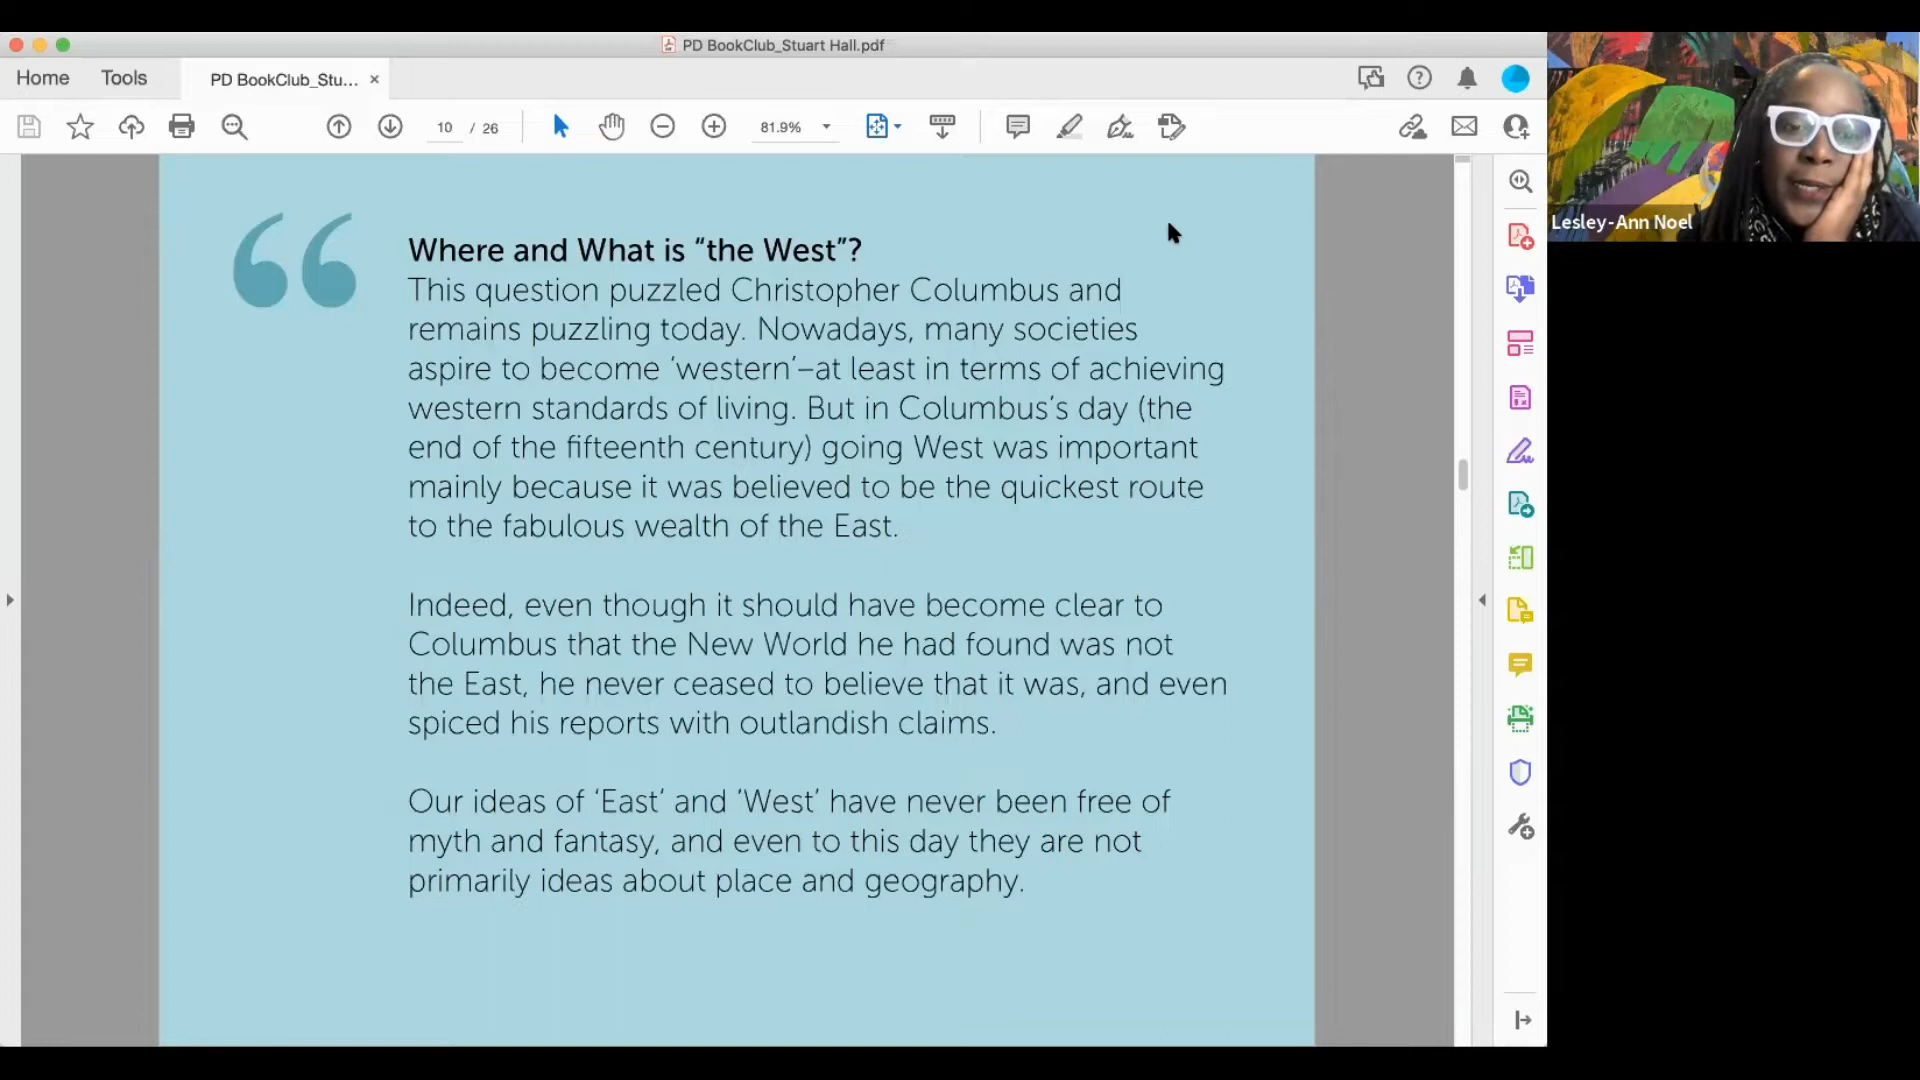 PD BookClub_Stuart Hall.pdf
Home
Tools
PD BookClub_Stu...
10 / 26
81.9%
“Where and What is “the West”?
This question puzzled Christopher Columbus and
remains puzzling today. Nowadays, many societies
aspire to become ‘western’–at least in terms of achieving
western standards of living. But in Columbus’s day (the
end of the fifteenth century) going West was important
mainly because it was believed to be the quickest route
to the fabulous wealth of the East.
Indeed, even though it should have become clear to
Columbus that the New World he had found was not
the East, he never ceased to believe that it was, and even
spiced his reports with outlandish claims.
Our ideas of ‘East’ and ‘West’ have never been free of
myth and fantasy, and even to this day they are not
primarily ideas about place and geography.
Lesley-Ann Noel